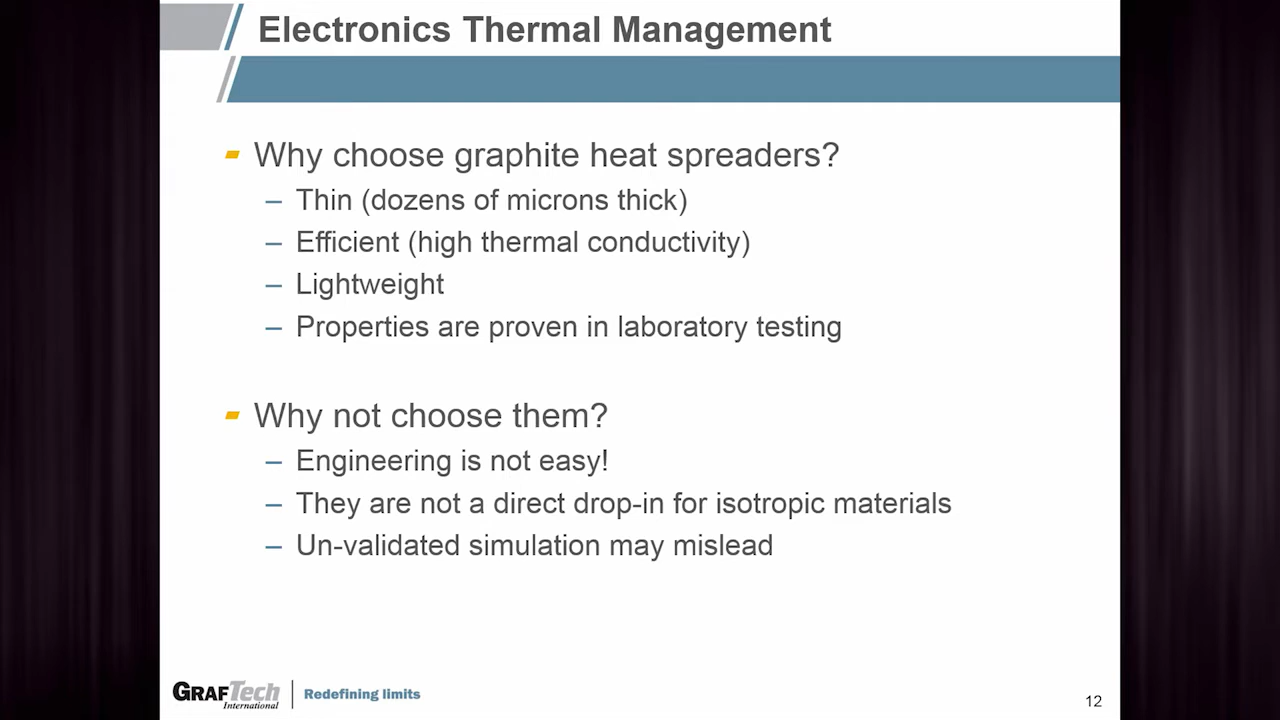 Electronics Thermal Management
Why choose graphite heat spreaders?
– Thin (dozens of microns thick)
– Efficient (high thermal conductivity)
– Lightweight
– Properties are proven in laboratory testing
Why not choose them?
– Engineering is not easy!
– They are not a direct drop-in for isotropic materials
– Un-validated simulation may mislead
GRAFTECH
International
Redefining limits
12